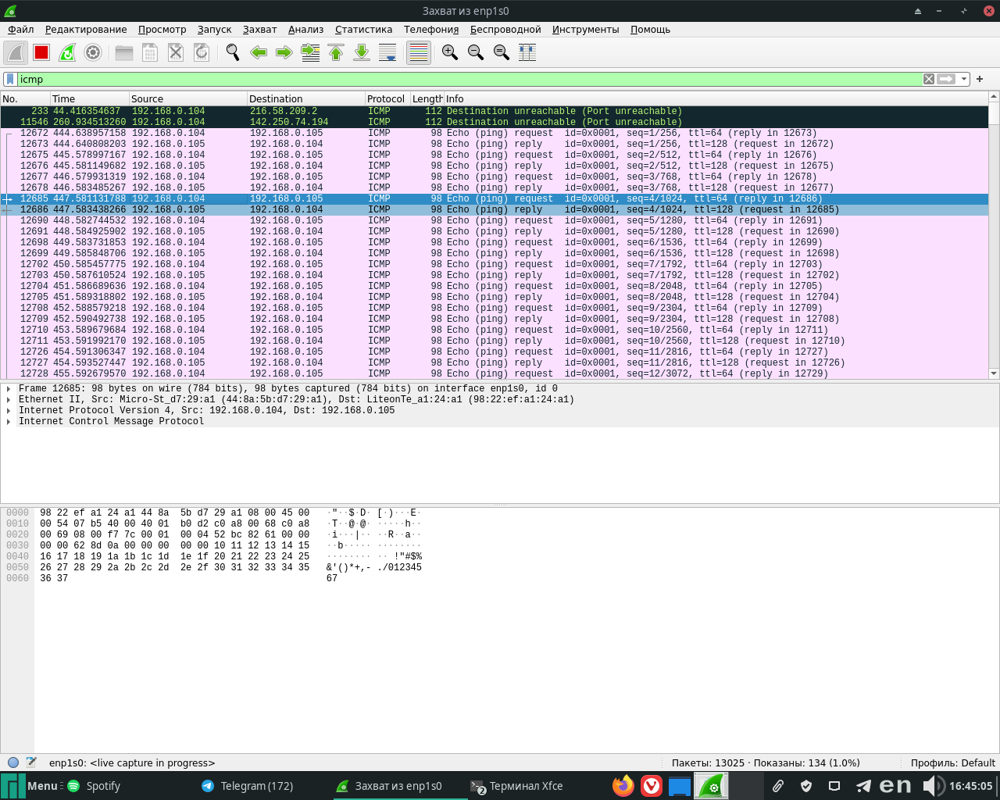 Захват из enp1s0
Файл Редактирование Просмотр Запуск Захват Анализ Статистика Телефония Беспроводной Инструменты Помощь
icmp
No. Time Source Destination Protocol Length Info
233 44.416354637 192.168.0.104 216.58.209.2 ICMP 112 Destination unreachable (Port unreachable)
11546 260.934513260 192.168.0.104 142.250.74.194 ICMP 112 Destination unreachable (Port unreachable)
12672 444.638957158 192.168.0.104 192.168.0.105 ICMP 98 Echo (ping) request id=0x0001, seq=1/256, ttl=64 (reply in 12673)
12673 444.640808203 192.168.0.105 192.168.0.104 ICMP 98 Echo (ping) reply id=0x0001, seq=1/256, ttl=128 (request in 12672)
12675 445.578997167 192.168.0.104 192.168.0.105 ICMP 98 Echo (ping) request id=0x0001, seq=2/512, ttl=64 (reply in 12676)
12676 445.581149682 192.168.0.105 192.168.0.104 ICMP 98 Echo (ping) reply id=0x0001, seq=2/512, ttl=128 (request in 12675)
12677 446.579931319 192.168.0.104 192.168.0.105 ICMP 98 Echo (ping) request id=0x0001, seq=3/768, ttl=64 (reply in 12678)
12678 446.583485267 192.168.0.105 192.168.0.104 ICMP 98 Echo (ping) reply id=0x0001, seq=3/768, ttl=128 (request in 12677)
12685 447.581131788 192.168.0.104 192.168.0.105 ICMP 98 Echo (ping) request id=0x0001, seq=4/1024, ttl=64 (reply in 12686)
12686 447.583438266 192.168.0.105 192.168.0.104 ICMP 98 Echo (ping) reply id=0x0001, seq=4/1024, ttl=128 (request in 12685)
12690 448.582744532 192.168.0.104 192.168.0.105 ICMP 98 Echo (ping) request id=0x0001, seq=5/1280, ttl=64 (reply in 12691)
12691 448.584925902 192.168.0.105 192.168.0.104 ICMP 98 Echo (ping) reply id=0x0001, seq=5/1280, ttl=128 (request in 12690)
12698 449.583731853 192.168.0.104 192.168.0.105 ICMP 98 Echo (ping) request id=0x0001, seq=6/1536, ttl=64 (reply in 12699)
12699 449.585848706 192.168.0.105 192.168.0.104 ICMP 98 Echo (ping) reply id=0x0001, seq=6/1536, ttl=128 (request in 12698)
12702 450.585457775 192.168.0.104 192.168.0.105 ICMP 98 Echo (ping) request id=0x0001, seq=7/1792, ttl=64 (reply in 12703)
12703 450.587610524 192.168.0.105 192.168.0.104 ICMP 98 Echo (ping) reply id=0x0001, seq=7/1792, ttl=128 (request in 12702)
12704 451.586689636 192.168.0.104 192.168.0.105 ICMP 98 Echo (ping) request id=0x0001, seq=8/2048, ttl=64 (reply in 12705)
12705 451.589318802 192.168.0.105 192.168.0.104 ICMP 98 Echo (ping) reply id=0x0001, seq=8/2048, ttl=128 (request in 12704)
12708 452.588579218 192.168.0.104 192.168.0.105 ICMP 98 Echo (ping) request id=0x0001, seq=9/2304, ttl=64 (reply in 12709)
12709 452.590492738 192.168.0.105 192.168.0.104 ICMP 98 Echo (ping) reply id=0x0001, seq=9/2304, ttl=128 (request in 12708)
12710 453.589679684 192.168.0.104 192.168.0.105 ICMP 98 Echo (ping) request id=0x0001, seq=10/2560, ttl=64 (reply in 12711)
12711 453.591992170 192.168.0.105 192.168.0.104 ICMP 98 Echo (ping) reply id=0x0001, seq=10/2560, ttl=128 (request in 12710)
12726 454.591306347 192.168.0.104 192.168.0.105 ICMP 98 Echo (ping) request id=0x0001, seq=11/2816, ttl=64 (reply in 12727)
12727 454.593527447 192.168.0.105 192.168.0.104 ICMP 98 Echo (ping) reply id=0x0001, seq=11/2816, ttl=128 (request in 12726)
12728 455.592679570 192.168.0.104 192.168.0.105 ICMP 98 Echo (ping) request id=0x0001, seq=12/3072, ttl=64 (reply in 12729)
Frame 12685: 98 bytes on wire (784 bits), 98 bytes captured (784 bits) on interface enp1s0, id 0
Ethernet II, Src: Micro-St_d7:29:a1 (44:8a:5b:d7:29:a1), Dst: LiteonTe_a1:24:a1 (98:22:ef:a1:24:a1)
Internet Protocol Version 4, Src: 192.168.0.104, Dst: 192.168.0.105
Internet Control Message Protocol
0000 98 22 ef a1 24 a1 44 8a 5b d7 29 a1 08 00 45 00 ·"··$·D· [·)···E·
0010 00 54 07 b5 40 00 40 01 b0 d2 c0 a8 00 68 c0 a8 ·T··@·@· ·····h··
0020 00 69 08 00 f7 7c 00 01 00 04 52 bc 82 61 00 00 ·i···|·· ··R··a··
0030 00 00 62 8d 0a 00 00 00 00 00 10 11 12 13 14 15 ··b····· ········
0040 16 17 18 19 1a 1b 1c 1d 1e 1f 20 21 22 23 24 25 ········ ·· !"#$%
0050 26 27 28 29 2a 2b 2c 2d 2e 2f 30 31 32 33 34 35 &'()*+,- ./012345
0060 36 37 67
enp1s0: <live capture in progress> Пакеты: 13025 · Показаны: 134 (1.0%) Профиль: Default
Menu Spotify Telegram (172) Захват из enp1s0 2 Терминал Xfce en 16:45:05